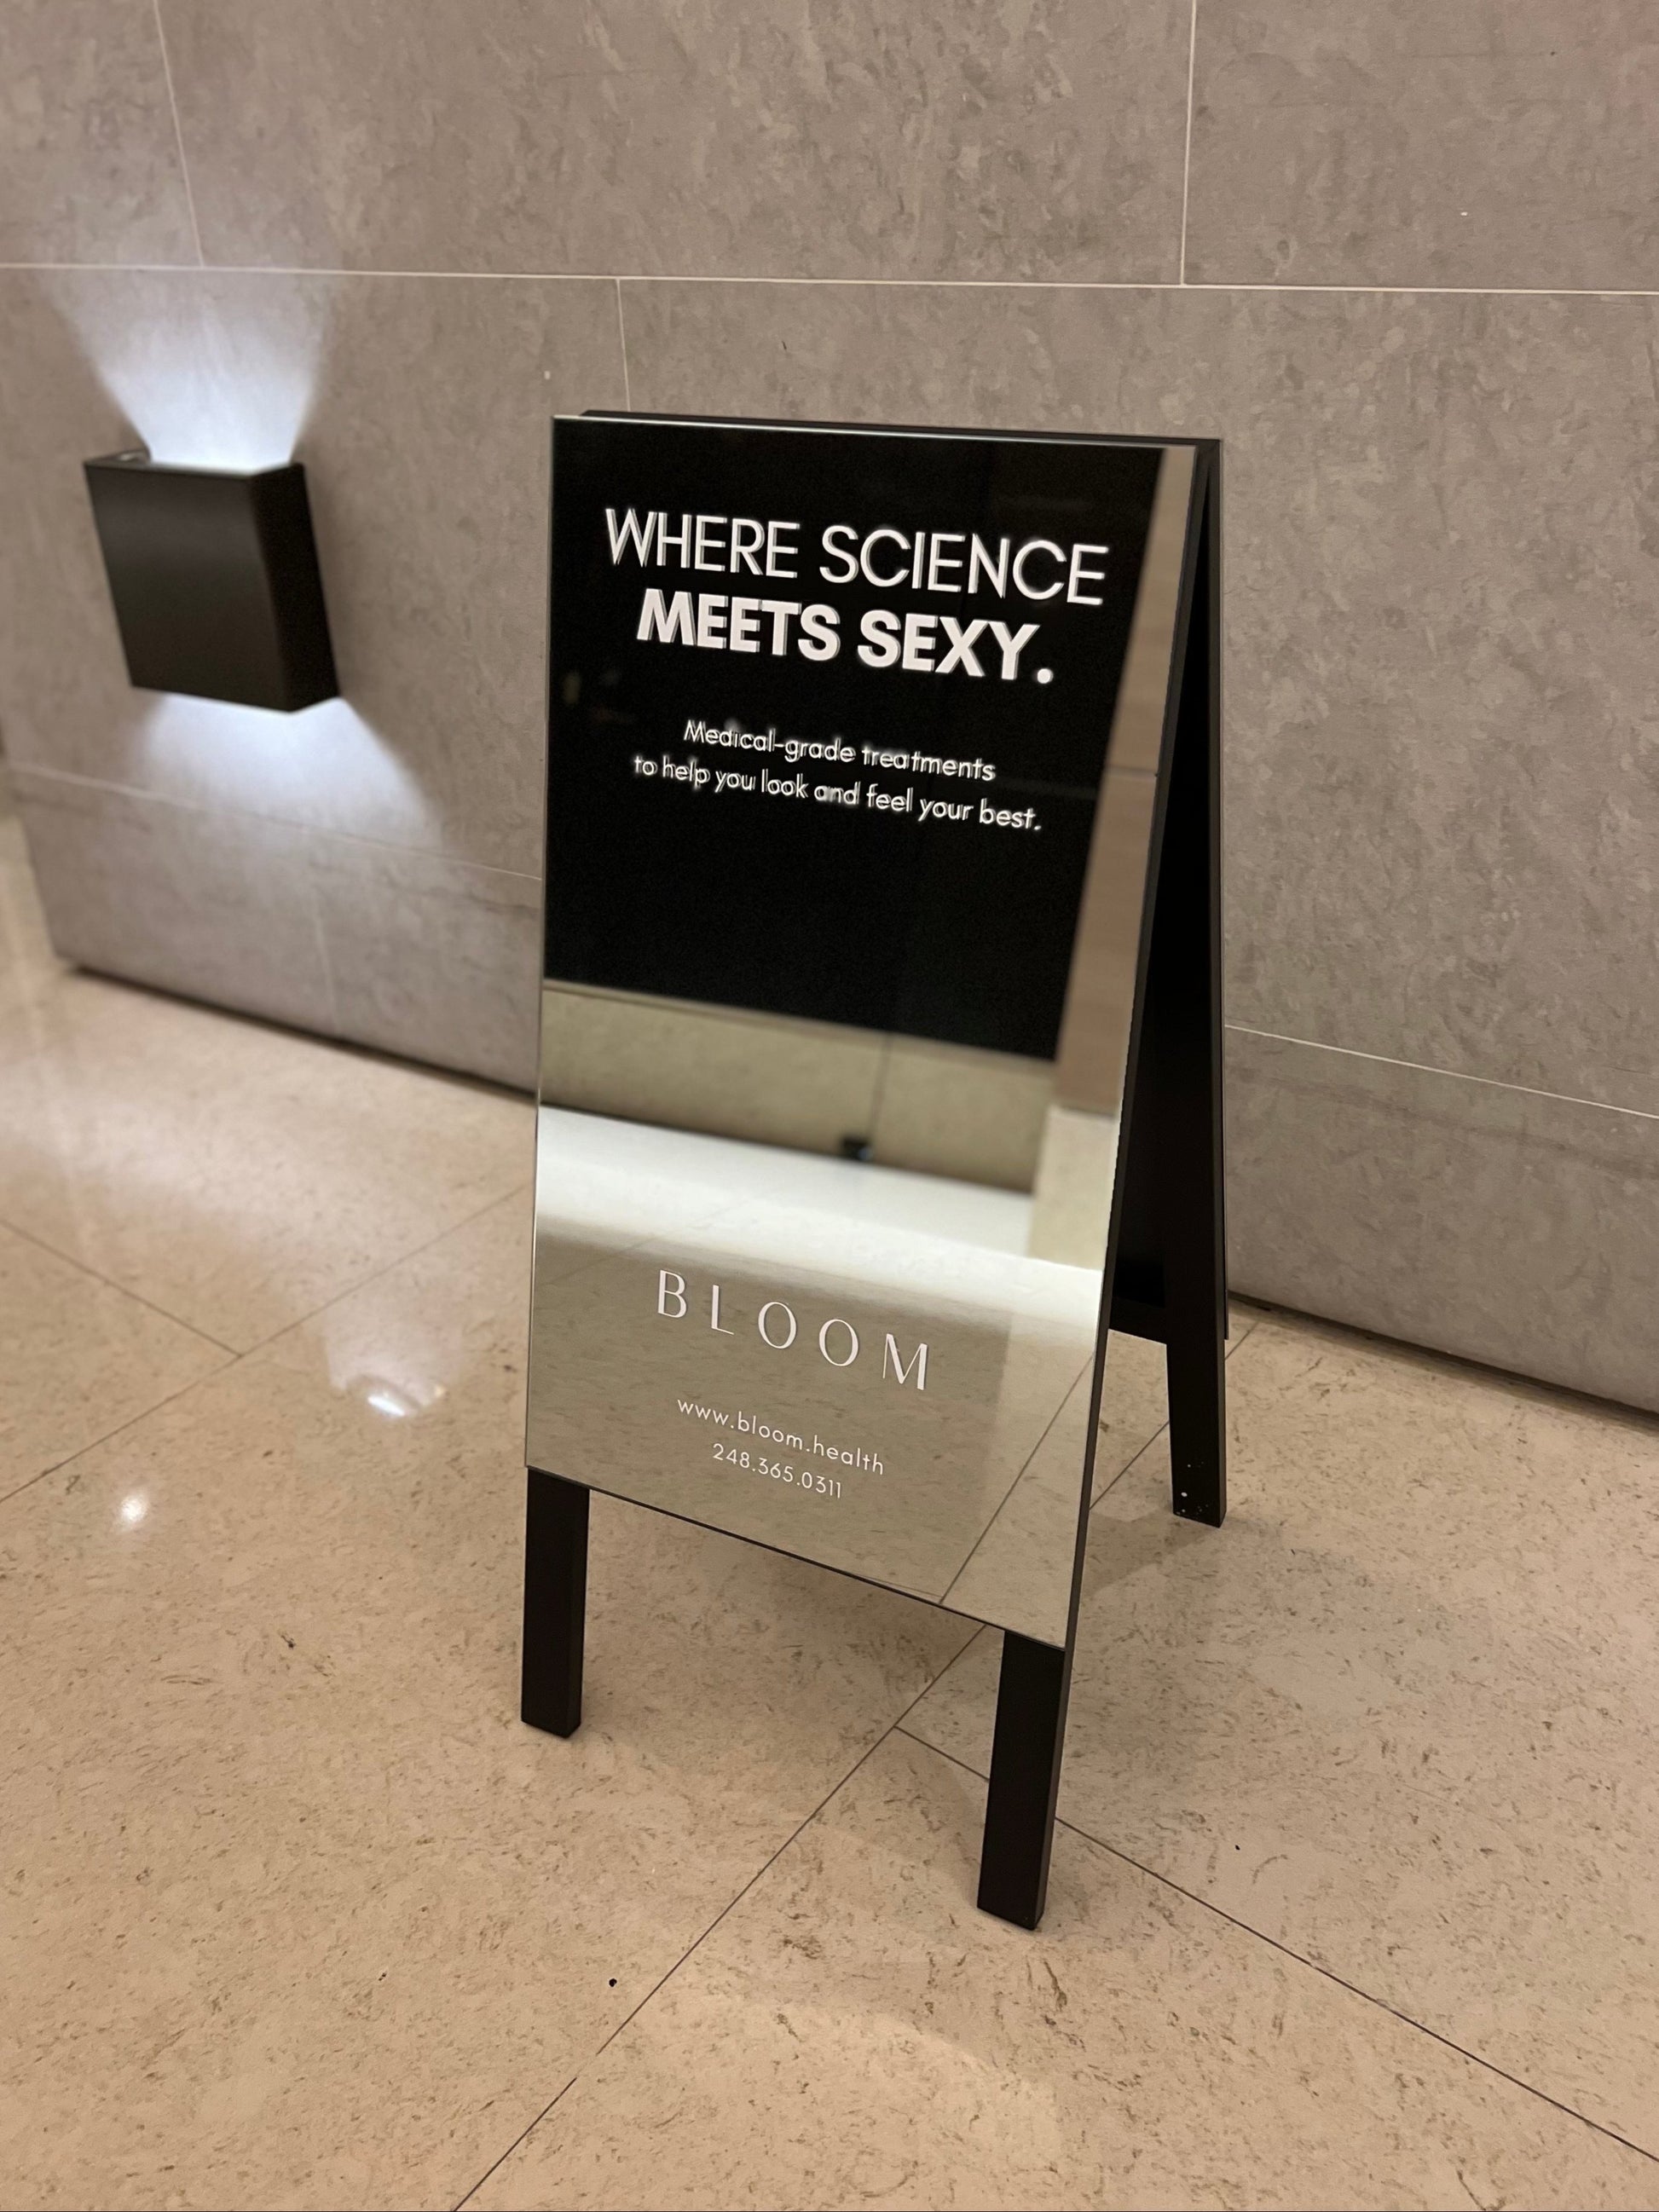 WHERE SCIENCE
MEETS SEXY.
Medical-grade treatments
to help you look and feel your best.
BLOOM
www.bloom.health
248.365.0311